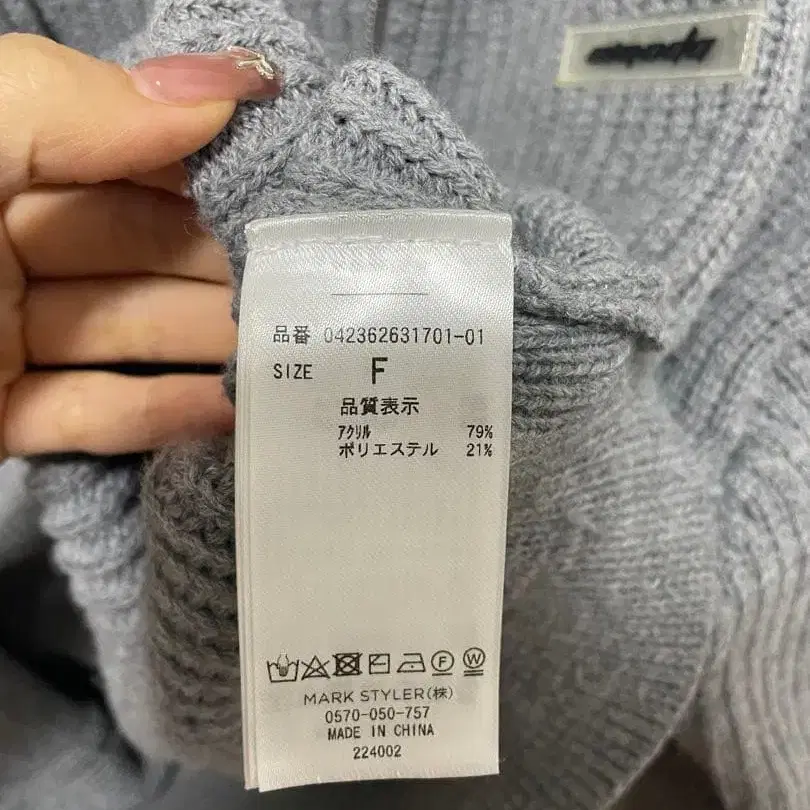 品番 042362631701-01
SIZE F
品質表示
アクリル 79%
ポリエステル 21%
F W
MARK STYLER(株)
0570-050-757
MADE IN CHINA
224002